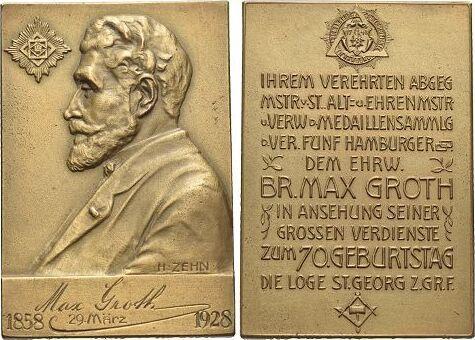 H·ZEHN
Max Groth
1858 29·März 1928
IHREM VEREHRTEN ABGEG
MSTR V. ST. ALT- U. EHRENMSTR
U. VERW D. MEDAILLENSAMMLG
D. VER. FÜNF HAMBURGER
DEM EHRW.
BR. MAX GROTH
IN ANSEHUNG SEINER
GROSSEN VERDIENSTE
ZUM 70. GEBURTSTAG
DIE LOGE ST. GEORG Z. GR. F.